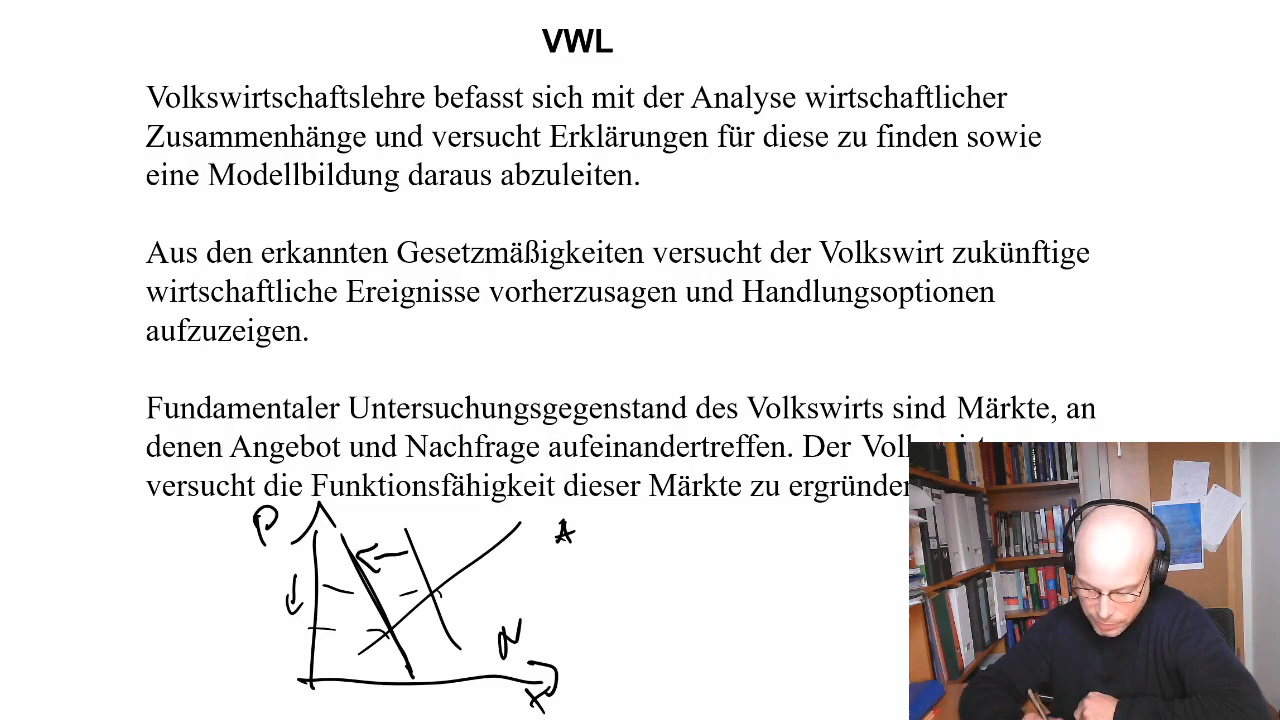 VWL
Volkswirtschaftslehre befasst sich mit der Analyse wirtschaftlicher
Zusammenhänge und versucht Erklärungen für diese zu finden sowie
eine Modellbildung daraus abzuleiten.
Aus den erkannten Gesetzmäßigkeiten versucht der Volkswirt zukünftige
wirtschaftliche Ereignisse vorherzusagen und Handlungsoptionen
aufzuzeigen.
Fundamentaler Untersuchungsgegenstand des Volkswirts sind Märkte, an
denen Angebot und Nachfrage aufeinandertreffen. Der
versucht die Funktionsfähigkeit dieser Märkte zu
P
A
N
x